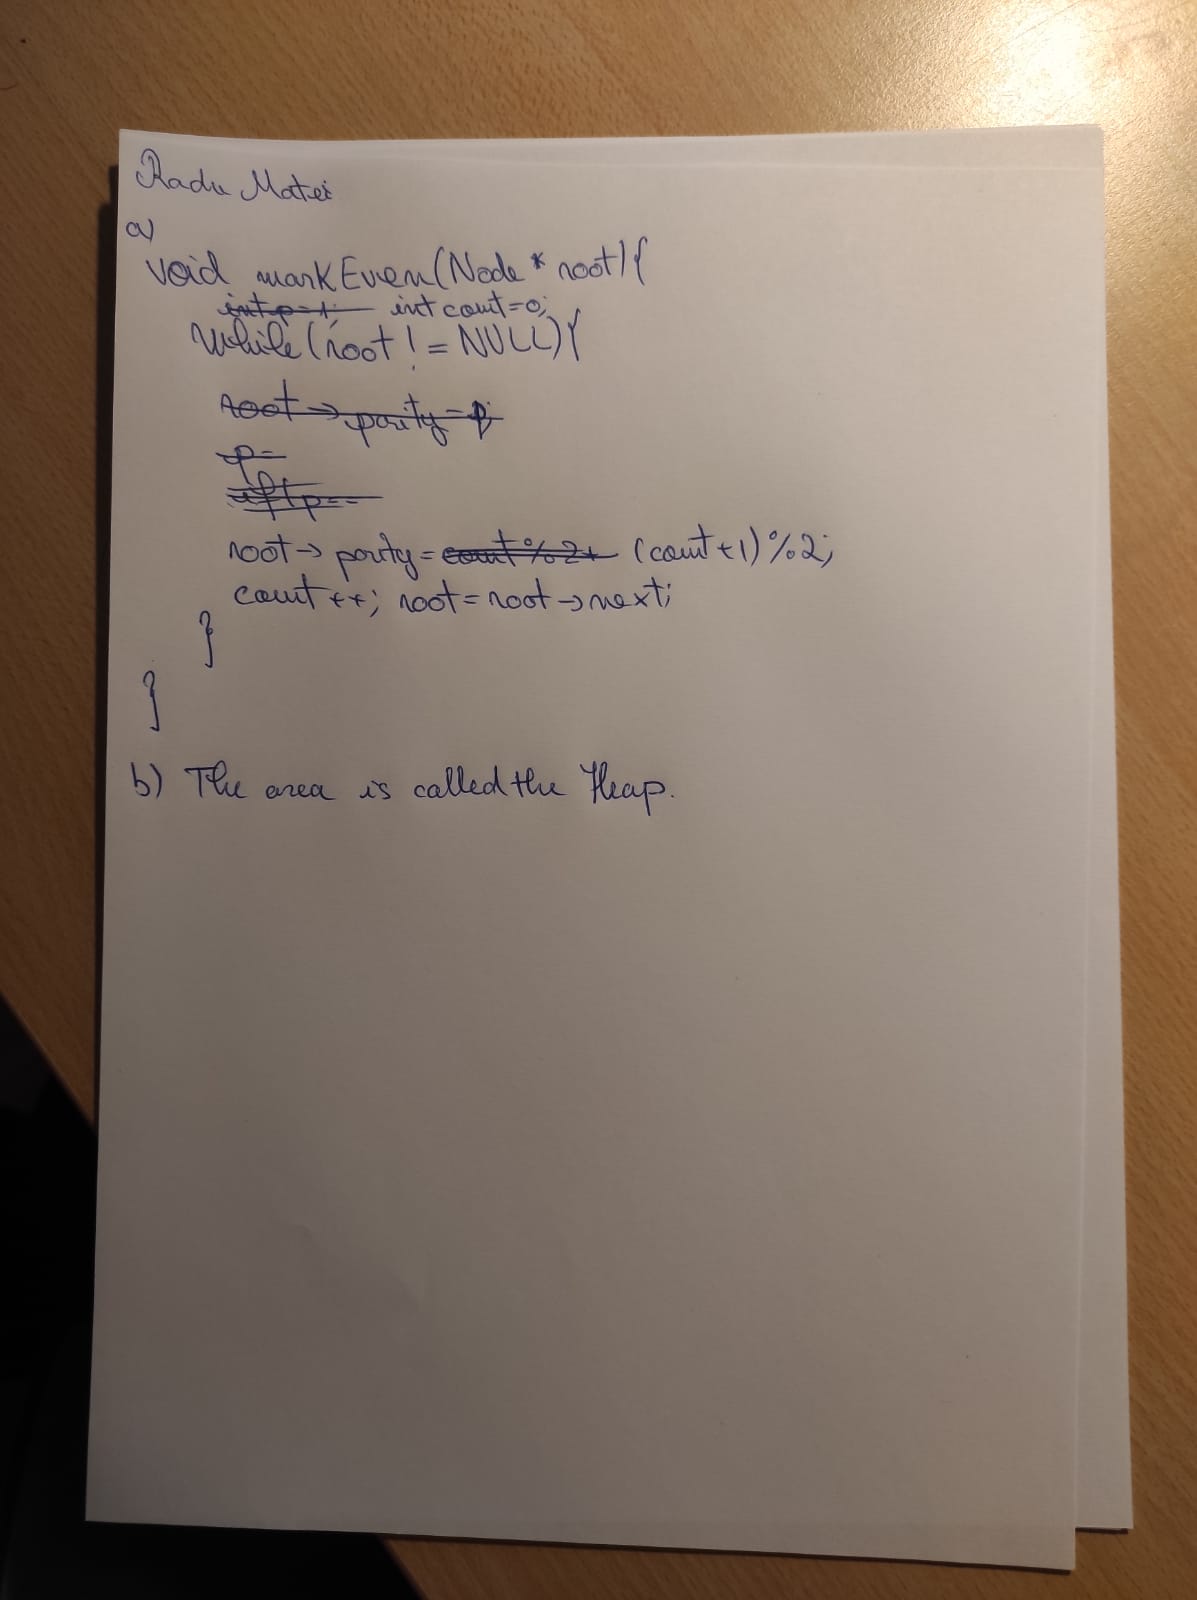 Radu Matei
a)
void markEven(Node * root){
int p=1; int count=0;
while(root != NULL){
root->parity=p;
p=
if(p==
root->parity=count%2+ (count+1)%2;
count++; root=root->next;
}
}
b) The area is called the Heap.